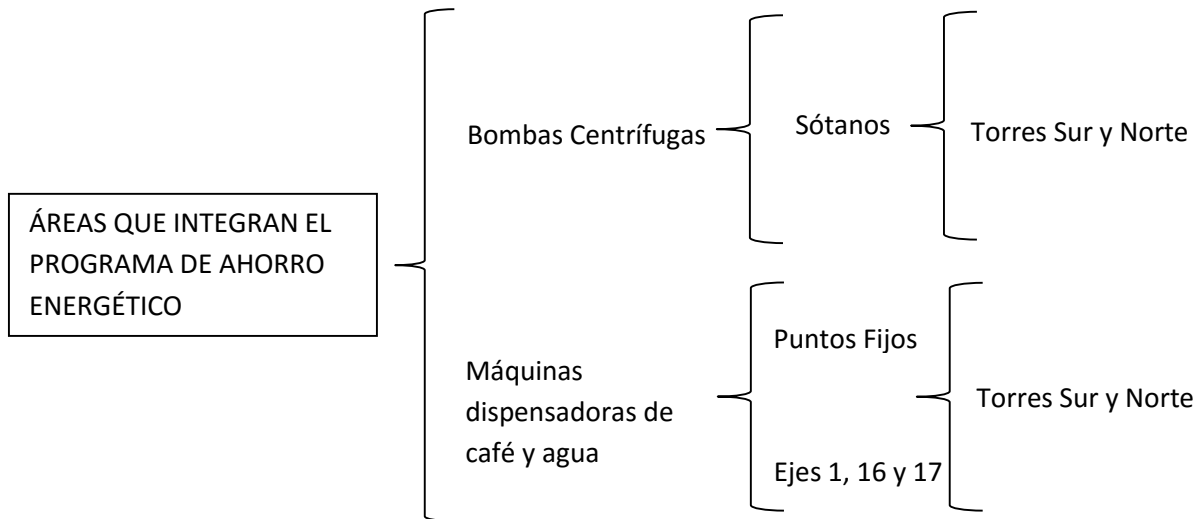 ÁREAS QUE INTEGRAN EL
PROGRAMA DE AHORRO
ENERGÉTICO
Bombas Centrífugas
Sótanos
Torres Sur y Norte
Máquinas
dispensadoras de
café y agua
Puntos Fijos
Ejes 1, 16 y 17
Torres Sur y Norte